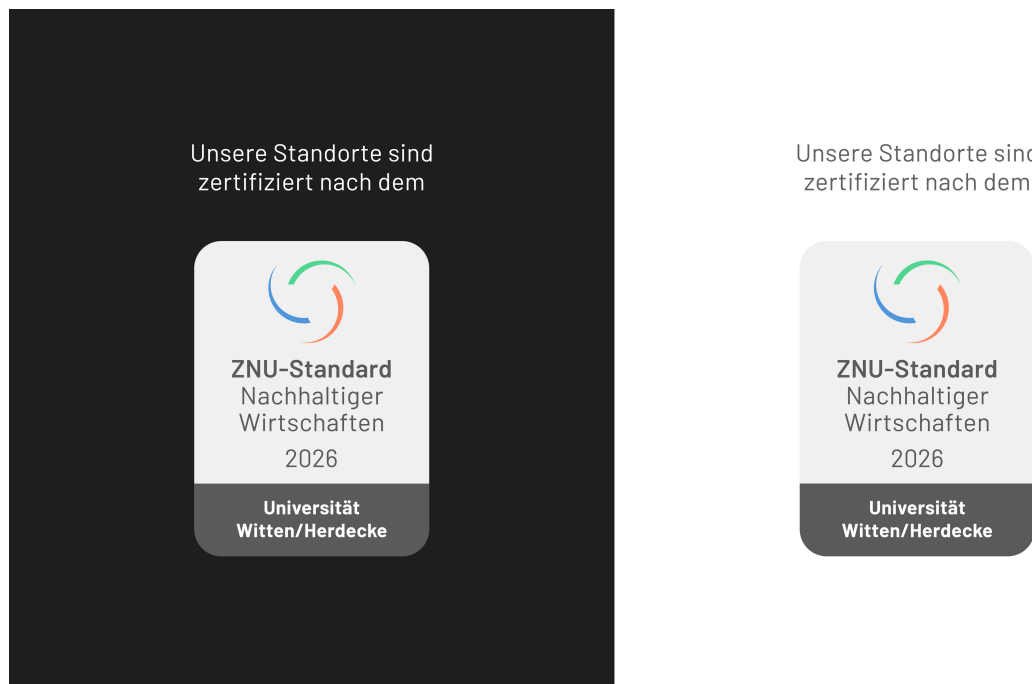 Unsere Standorte sind
zertifiziert nach dem
ZNU-Standard
Nachhaltiger
Wirtschaften
2026
Universität
Witten/Herdecke
Unsere Standorte sind
zertifiziert nach dem
ZNU-Standard
Nachhaltiger
Wirtschaften
2026
Universität
Witten/Herdecke